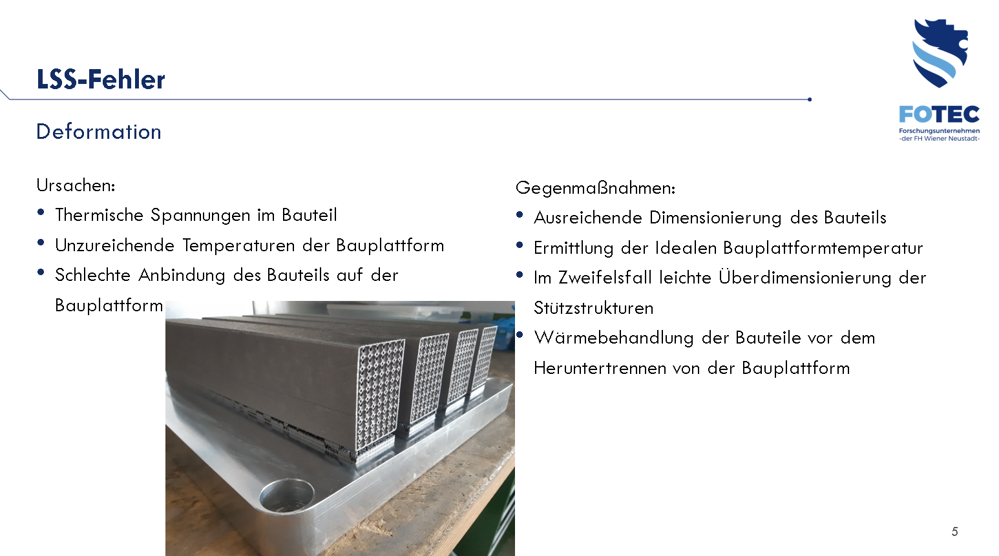 LSS-Fehler
Deformation
Ursachen:
• Thermische Spannungen im Bauteil
• Unzureichende Temperaturen der Bauplattform
• Schlechte Anbindung des Bauteils auf der
Bauplattform
Gegenmaßnahmen:
• Ausreichende Dimensionierung des Bauteils
• Ermittlung der Idealen Bauplattformtemperatur
• Im Zweifelsfall leichte Überdimensionierung der
Stützstrukturen
• Wärmebehandlung der Bauteile vor dem
Heruntertrennen von der Bauplattform
FOTEC
Forschungsunternehmen
-der FH Wiener Neustadt-
5